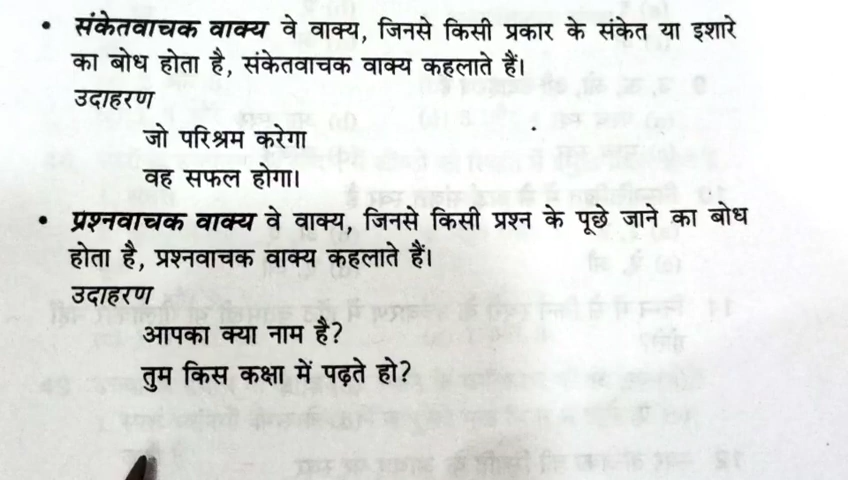 • संकेतवाचक वाक्य वे वाक्य, जिनसे किसी प्रकार के संकेत या इशारे
का बोध होता है, संकेतवाचक वाक्य कहलाते हैं।
उदाहरण
जो परिश्रम करेगा
वह सफल होगा।
• प्रश्नवाचक वाक्य वे वाक्य, जिनसे किसी प्रश्न के पूछे जाने का बोध
होता है, प्रश्नवाचक वाक्य कहलाते हैं।
उदाहरण
आपका क्या नाम है?
तुम किस कक्षा में पढ़ते हो?